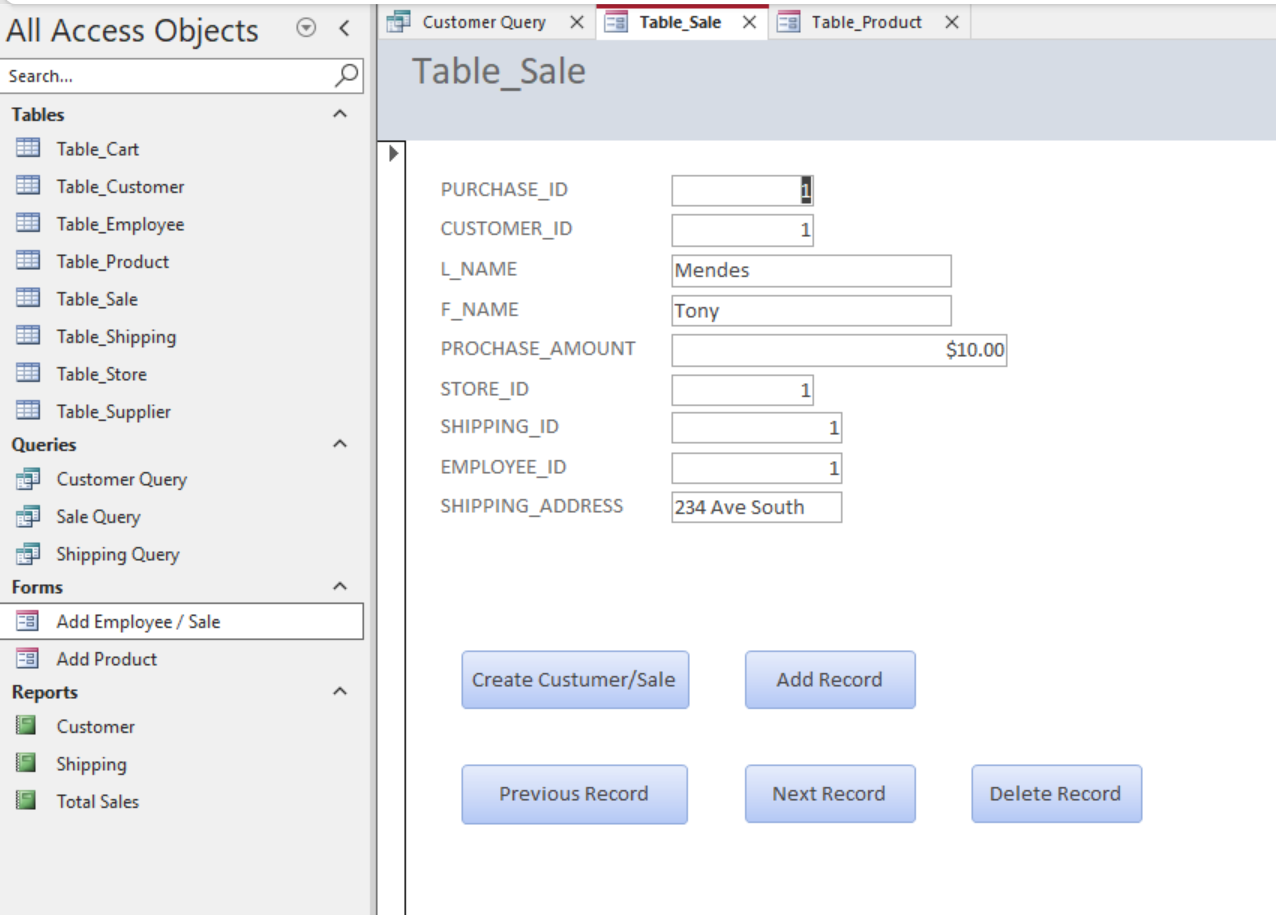 All Access Objects
Search...
Tables
Table_Cart
Table_Customer
Table_Employee
Table_Product
Table_Sale
Table_Shipping
Table_Store
Table_Supplier
Queries
Customer Query
Sale Query
Shipping Query
Forms
Add Employee / Sale
Add Product
Reports
Customer
Shipping
Total Sales
Customer Query Table_Sale Table_Product
Table_Sale
PURCHASE_ID 1
CUSTOMER_ID 1
L_NAME Mendes
F_NAME Tony
PROCHASE_AMOUNT $10.00
STORE_ID 1
SHIPPING_ID 1
EMPLOYEE_ID 1
SHIPPING_ADDRESS 234 Ave South
Create Custumer/Sale Add Record
Previous Record Next Record Delete Record